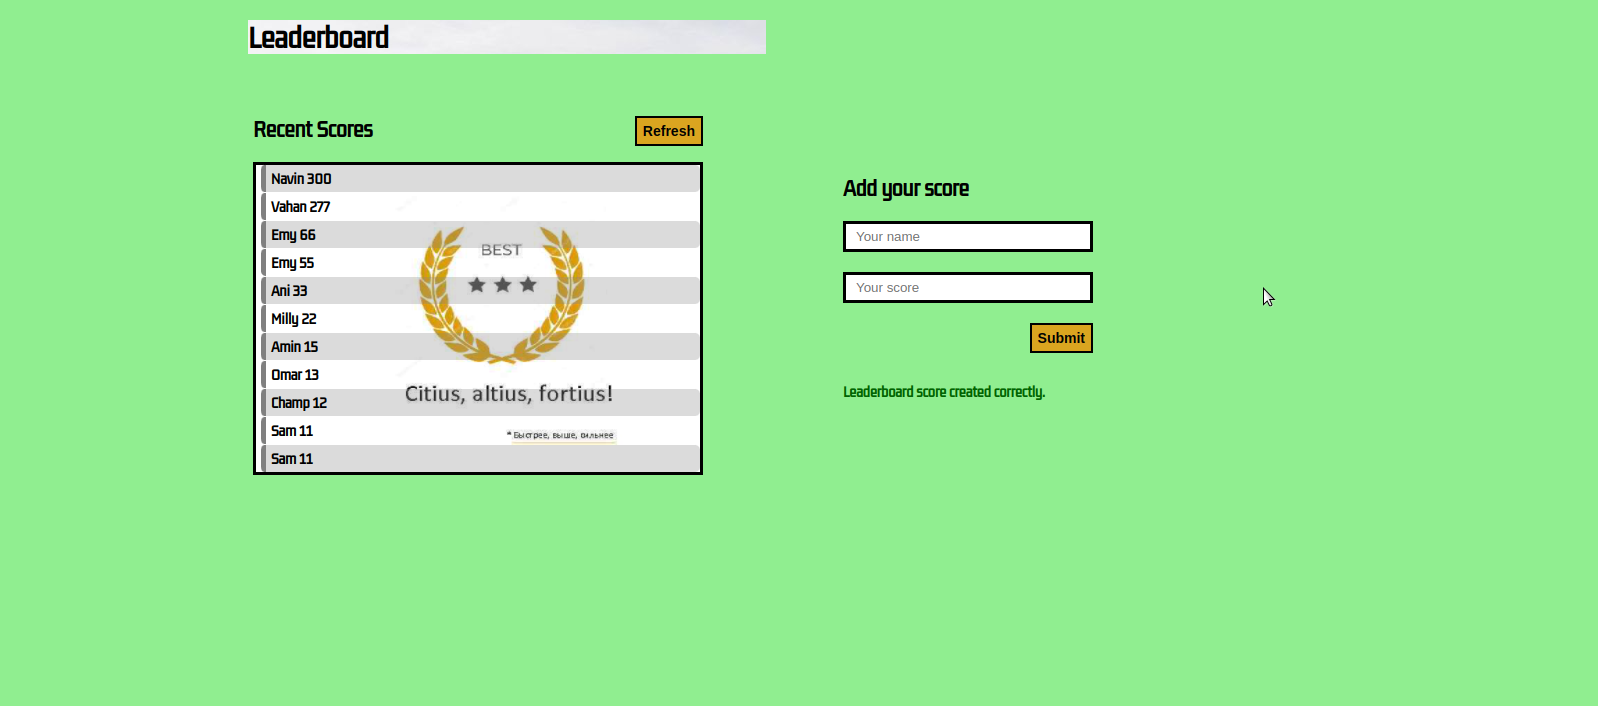 Leaderboard
Recent Scores
Refresh
Navin 300
Vahan 277
Emy 66
Emy 55
Ani 33
Milly 22
Amin 15
Omar 13
Champ 12
Sam 11
Sam 11
BEST
Citius, altius, fortius!
* Быстрее, выше, сильнее
Add your score
Your name
Your score
Submit
Leaderboard score created correctly.